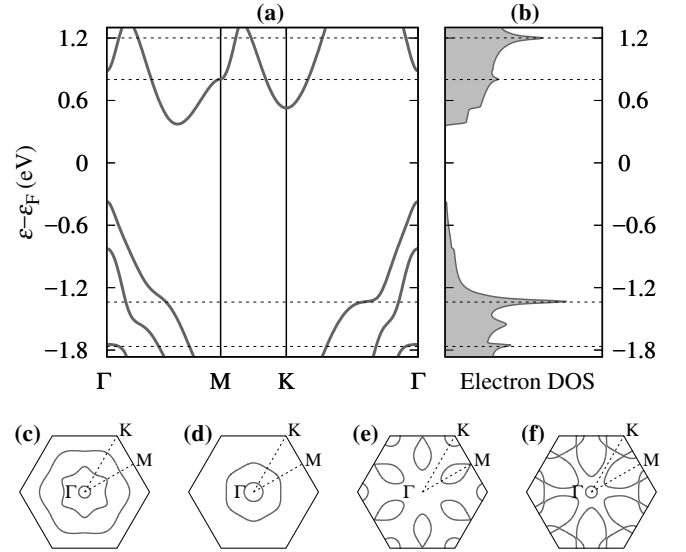 (a) (b)
1.2 1.2
0.6 0.6
0 0
−0.6 −0.6
−1.2 −1.2
−1.8 −1.8
ε−εF (eV)
Γ M K Γ Electron DOS
(c) K M Γ
(d) K M Γ
(e) K M Γ
(f) K M Γ